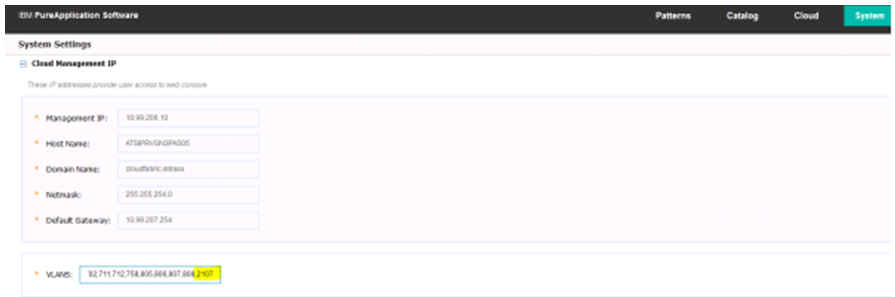 IBM PureApplication Software
Patterns Catalog Cloud System
System Settings
Cloud Management IP
These IP addresses provide user access to web console
* Management IP: 10.99.206.10
* Host Name:
* Domain Name: cloudfabric.intraxa
* Netmask: 255.255.254.0
* Default Gateway: 10.99.207.254
* VLANS: 92,711,712,758,805,806,807,808,2107